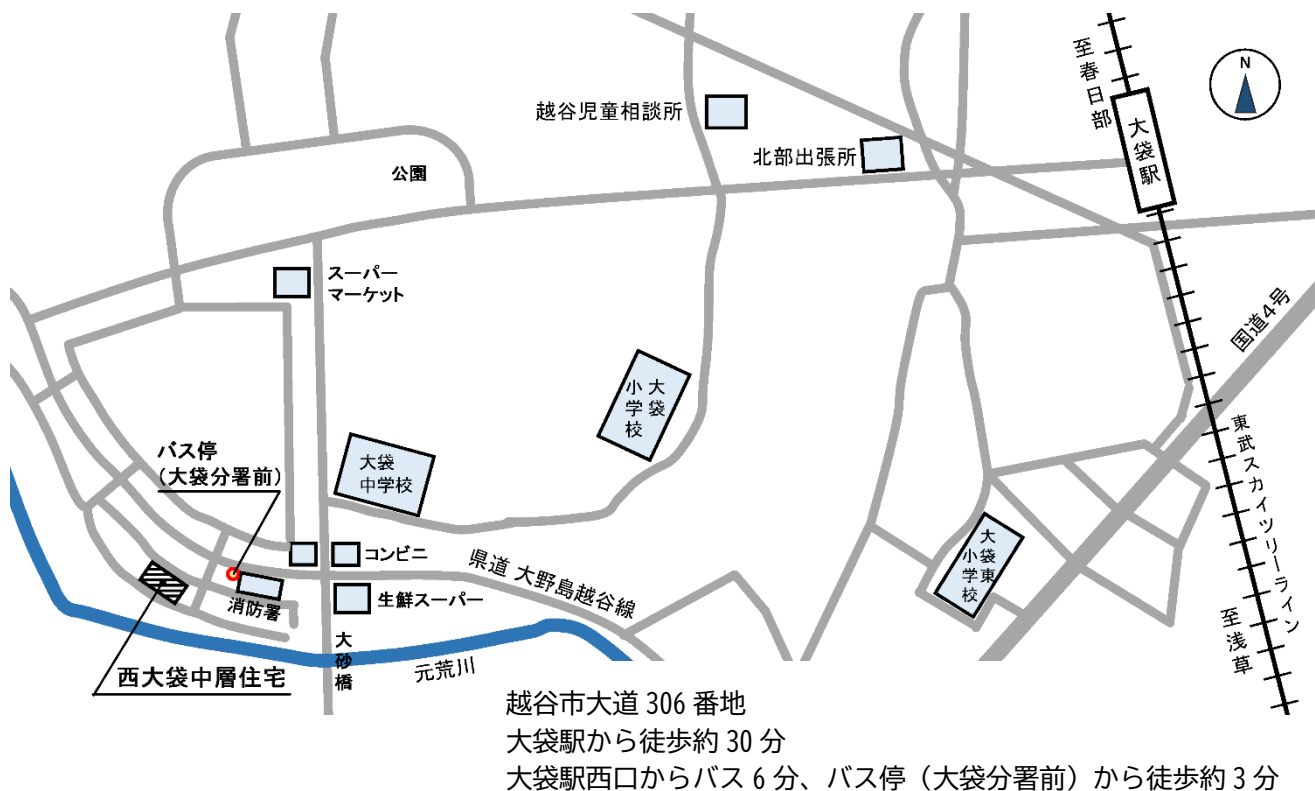 至春日部
大袋駅
N
越谷児童相談所
北部出張所
公園
スーパー
マーケット
国道4号
大袋
小学校
東武スカイツリーライン
バス停
(大袋分署前)
大袋
中学校
コンビニ
県道 大野島越谷線
大袋東
小学校
消防署
生鮮スーパー
至浅草
大砂橋
元荒川
西大袋中層住宅
越谷市大道 306 番地
大袋駅から徒歩約 30 分
大袋駅西口からバス 6 分、バス停（大袋分署前）から徒歩約 3 分